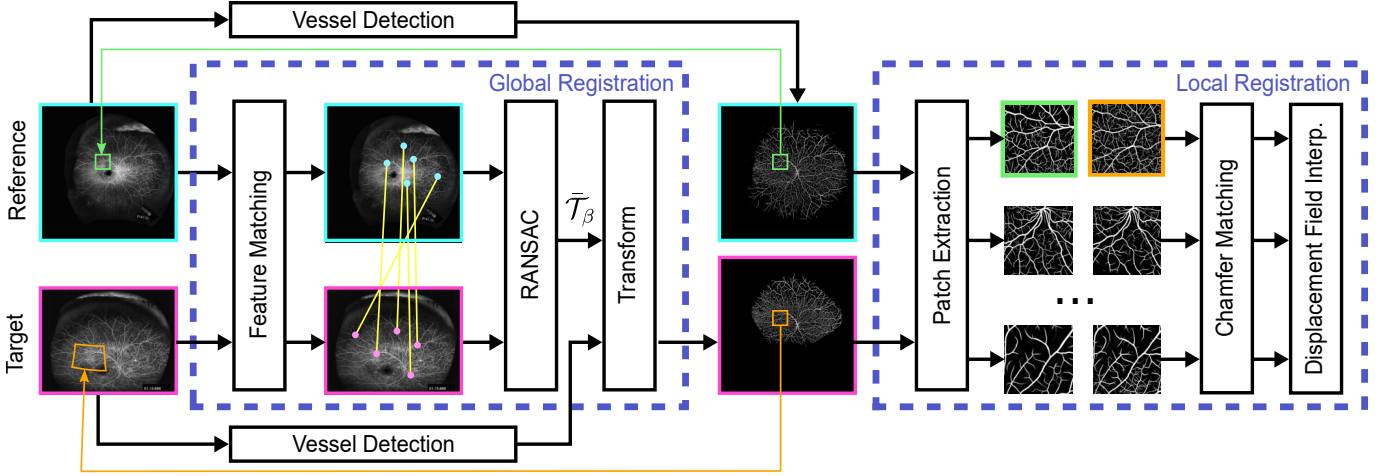 Vessel Detection
Global Registration
Local Registration
Reference
Target
Feature Matching
RANSAC
𝒯̄_β
Transform
Patch Extraction
...
Chamfer Matching
Displacement Field Interp.
Vessel Detection